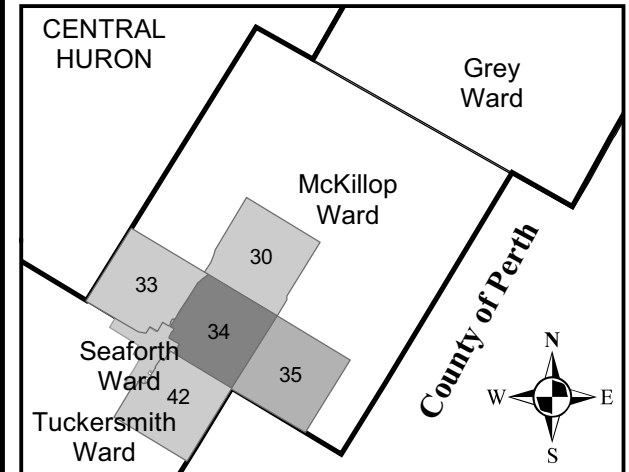 CENTRAL
HURON
Grey
Ward
McKillop
Ward
30
33
34
35
Seaforth
Ward
42
Tuckersmith
Ward
County of Perth
N
W
E
S